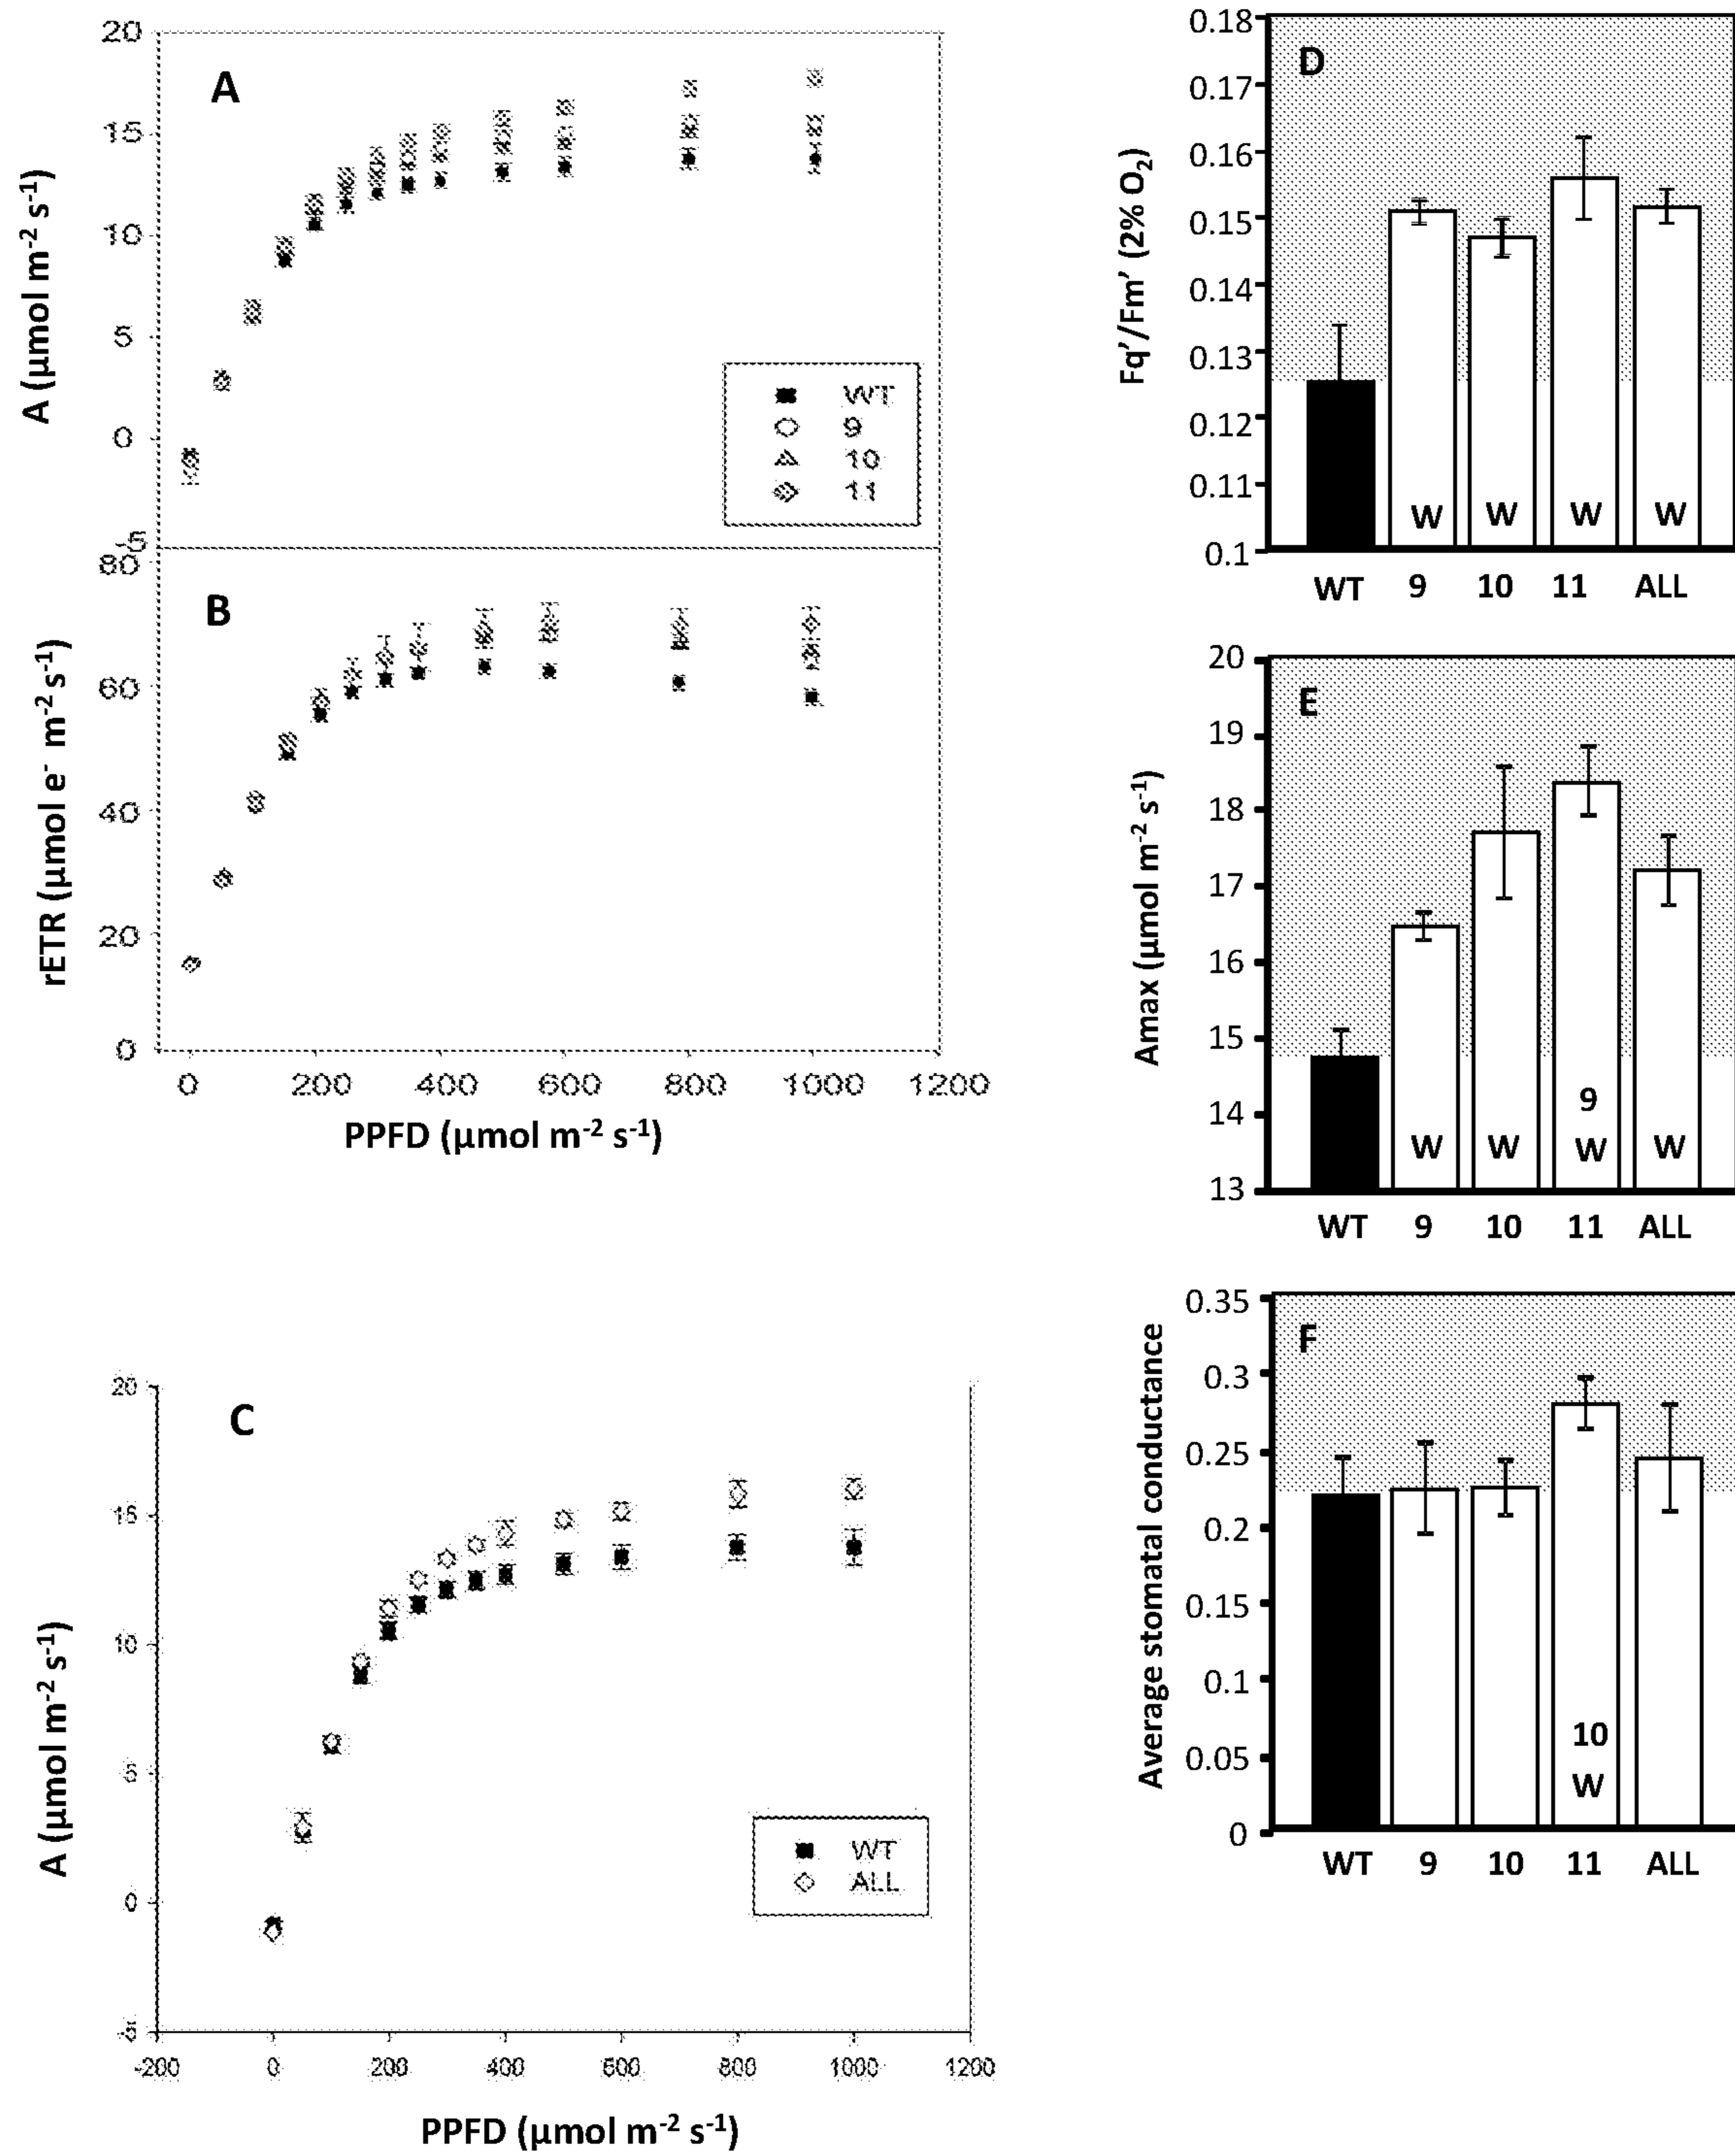 A
A (µmol m-2 s-1)
20
15
10
5
0
-5
WT
9
10
11
B
rETR (µmol e- m-2 s-1)
80
60
40
20
0
0 200 400 600 800 1000 1200
PPFD (µmol m-2 s-1)
C
A (µmol m-2 s-1)
20
15
10
5
0
-5
WT
ALL
-200 0 200 400 600 800 1000 1200
PPFD (µmol m-2 s-1)
D
Fq’/Fm’ (2% O2)
0.18
0.17
0.16
0.15
0.14
0.13
0.12
0.11
0.1
W W W W
WT 9 10 11 ALL
E
Amax (µmol m-2 s-1)
20
19
18
17
16
15
14
13
9
W W W W
WT 9 10 11 ALL
F
Average stomatal conductance
0.35
0.3
0.25
0.2
0.15
0.1
0.05
0
10
W
WT 9 10 11 ALL